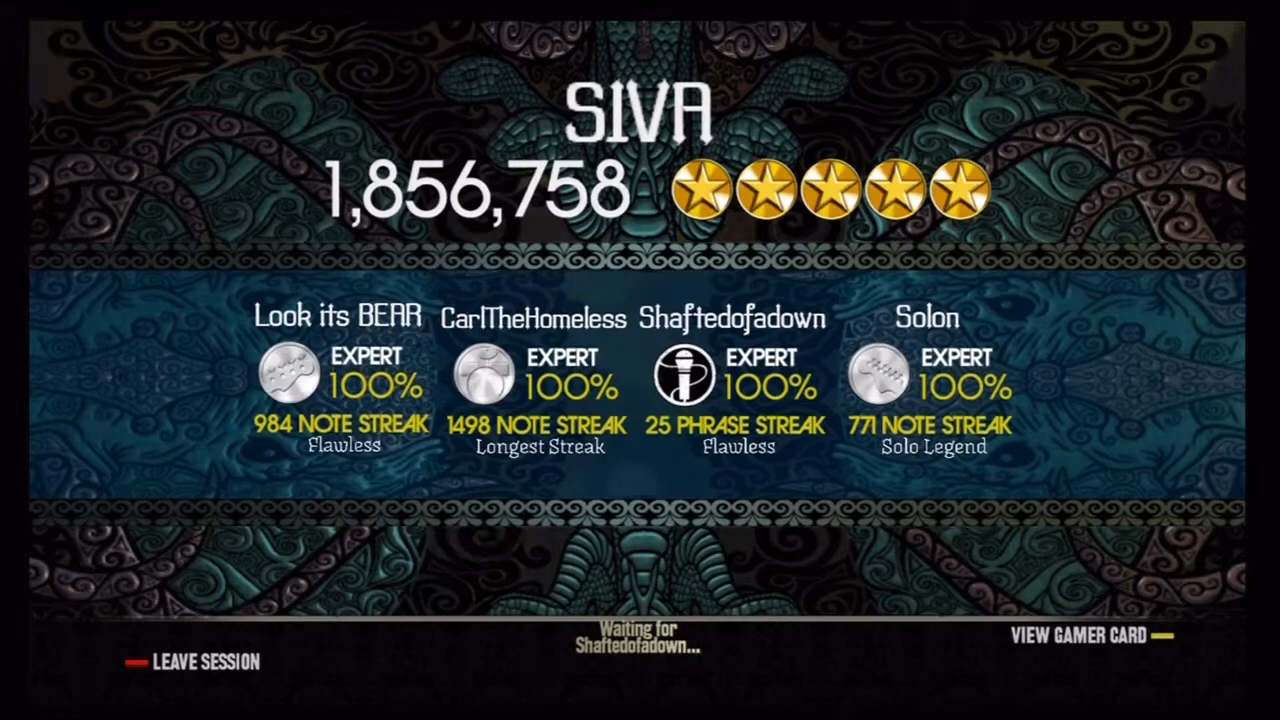 SIVA
1,856,758
Look its BEAR CarlTheHomeless Shaftedofadown Solon
EXPERT EXPERT EXPERT EXPERT
100% 100% 100% 100%
984 NOTE STREAK 1498 NOTE STREAK 25 PHRASE STREAK 771 NOTE STREAK
Flawless Longest Streak Flawless Solo Legend
Waiting for
Shaftedofadown...
VIEW GAMER CARD
LEAVE SESSION